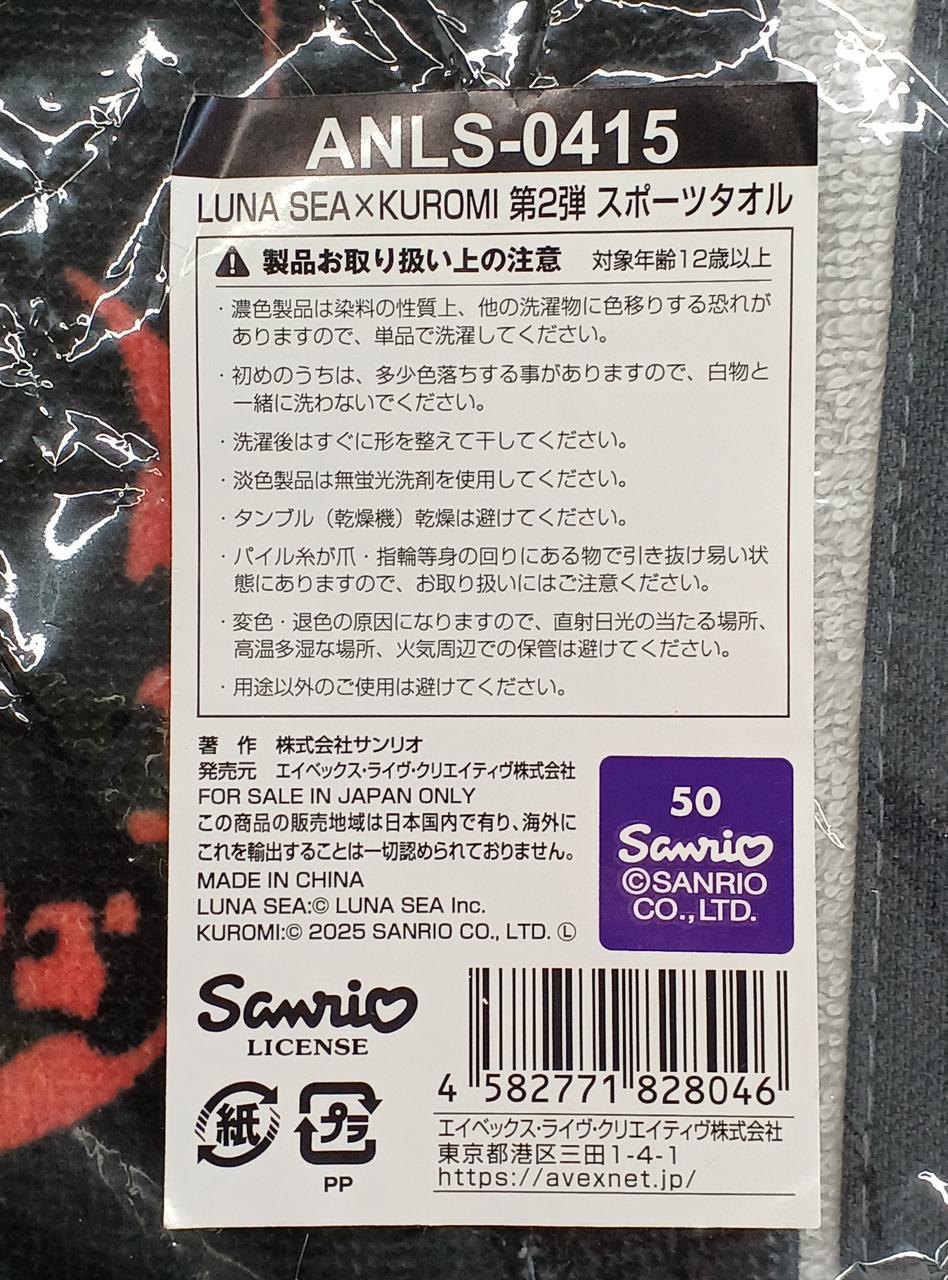 ANLS-0415
LUNA SEA×KUROMI 第2弾 スポーツタオル
製品お取り扱い上の注意 対象年齢12歳以上
・濃色製品は染料の性質上、他の洗濯物に色移りする恐れが
ありますので、単品で洗濯してください。
・初めのうちは、多少色落ちする事がありますので、白物と
一緒に洗わないでください。
・洗濯後はすぐに形を整えて干してください。
・淡色製品は無蛍光洗剤を使用してください。
・タンブル（乾燥機）乾燥は避けてください。
・パイル糸が爪・指輪等身の回りにある物で引き抜け易い状
態にありますので、お取り扱いにはご注意ください。
・変色・退色の原因になりますので、直射日光の当たる場所、
高温多湿な場所、火気周辺での保管は避けてください。
・用途以外のご使用は避けてください。
著 作 株式会社サンリオ
発売元 エイベックス・ライヴ・クリエイティヴ株式会社
FOR SALE IN JAPAN ONLY
この商品の販売地域は日本国内で有り、海外に
これを輸出することは一切認められておりません。
MADE IN CHINA
LUNA SEA:© LUNA SEA Inc.
KUROMI:© 2025 SANRIO CO., LTD. Ⓛ
50
Sanrio
©SANRIO
CO.,LTD.
Sanrio
LICENSE
紙
プラ
PP
4 582771 828046
エイベックス・ライヴ・クリエイティヴ株式会社
東京都港区三田1-4-1
https://avexnet.jp/